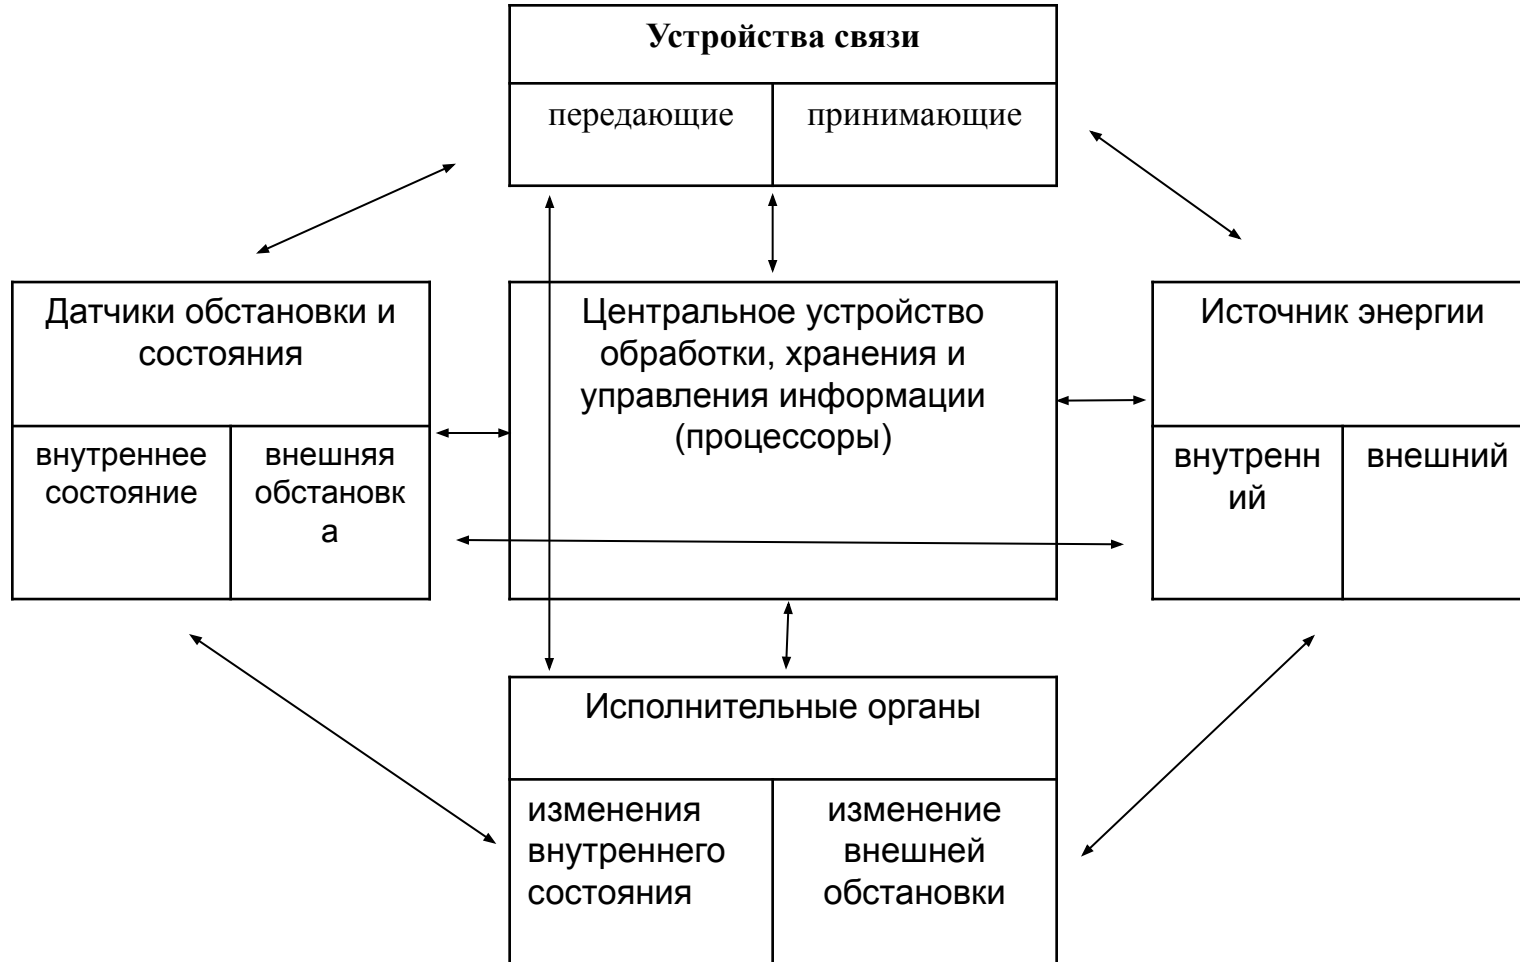 Устройства связи
передающие
принимающие
Датчики обстановки и
состояния
внутреннее
состояние
внешняя
обстановк
а
Центральное устройство
обработки, хранения и
управления информации
(процессоры)
Источник энергии
внутренн
ий
внешний
Исполнительные органы
изменения
внутреннего
состояния
изменение
внешней
обстановки